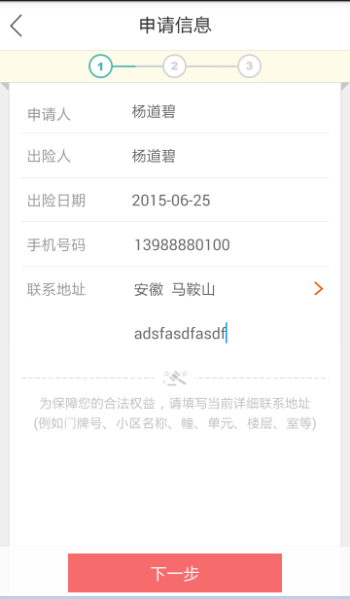 申请信息
1 2 3
申请人 杨道碧
出险人 杨道碧
出险日期 2015-06-25
手机号码 13988880100
联系地址 安徽 马鞍山
adsfasdfasdf
为保障您的合法权益，请填写当前详细联系地址
(例如门牌号、小区名称、幢、单元、楼层、室等)
下一步